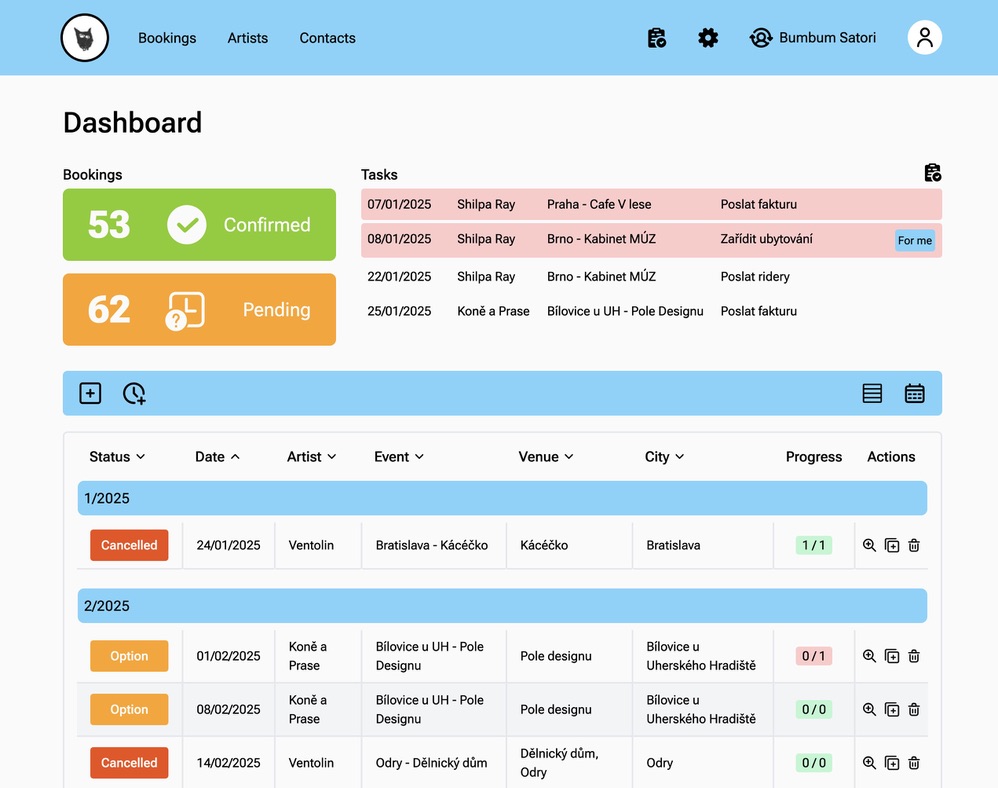 Bookings Artists Contacts Bumbum Satori
Dashboard
Bookings
53 Confirmed
62 ? Pending
Tasks
07/01/2025 Shilpa Ray Praha - Cafe V lese Poslat fakturu
08/01/2025 Shilpa Ray Brno - Kabinet MÚZ Zařídit ubytování For me
22/01/2025 Shilpa Ray Brno - Kabinet MÚZ Poslat ridery
25/01/2025 Koně a Prase Bílovice u UH - Pole Designu Poslat fakturu
Status Date Artist Event Venue City Progress Actions
1/2025
Cancelled 24/01/2025 Ventolin Bratislava - Kácéčko Kácéčko Bratislava 1 / 1
2/2025
Option 01/02/2025 Koně a Prase Bílovice u UH - Pole Designu Pole designu Bílovice u Uherského Hradiště 0 / 1
Option 08/02/2025 Koně a Prase Bílovice u UH - Pole Designu Pole designu Bílovice u Uherského Hradiště 0 / 0
Cancelled 14/02/2025 Ventolin Odry - Dělnický dům Dělnický dům, Odry Odry 0 / 0